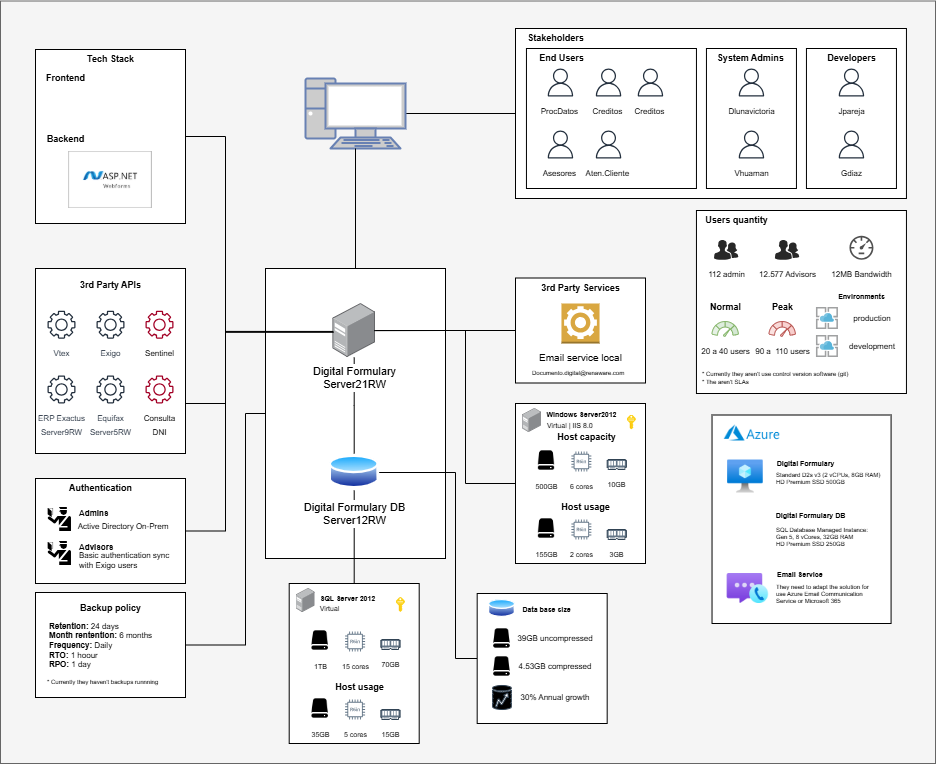 Tech Stack
Frontend
Backend
ASP.NET
Webforms
Stakeholders
End Users
ProcDatos
Creditos
Creditos
Asesores
Aten.Cliente
System Admins
Dlunavictoria
Vhuaman
Developers
Jpareja
Gdiaz
Users quantity
112 admin
12.577 Advisors
12MB Bandwidth
Normal
Peak
Environments
production
development
20 a 40 users
90 a 110 users
* Currently they aren't use control version software (git)
* The aren't SLAs
3rd Party APIs
Vtex
Exigo
Sentinel
ERP Exactus
Server9RW
Equifax
Server5RW
Consulta
DNI
Digital Formulary
Server21RW
Digital Formulary DB
Server12RW
3rd Party Services
Email service local
Documento.digital@renaware.com
Windows Server2012
Virtual | IIS 8.0
Host capacity
500GB
6 cores
10GB
Host usage
155GB
2 cores
3GB
Azure
Digital Formulary
Standard D2s v3 (2 vCPUs, 8GB RAM)
HD Premium SSD 500GB
Digital Formulary DB
SQL Database Managed Instance:
Gen 5, 8 vCores, 32GB RAM
HD Premium SSD 250GB
Email Service
They need to adapt the solution for
use Azure Email Communication
Service or Microsoft 365
Authentication
Admins
Active Directory On-Prem
Advisors
Basic authentication sync
with Exigo users
Backup policy
Retention: 24 days
Month rentention: 6 months
Frequency: Daily
RTO: 1 hoour
RPO: 1 day
* Currently they haven't backups runnning
SQL Server 2012
Virtual
1TB
15 cores
70GB
Host usage
35GB
5 cores
15GB
Data base size
39GB uncompressed
4.53GB compressed
30% Annual growth